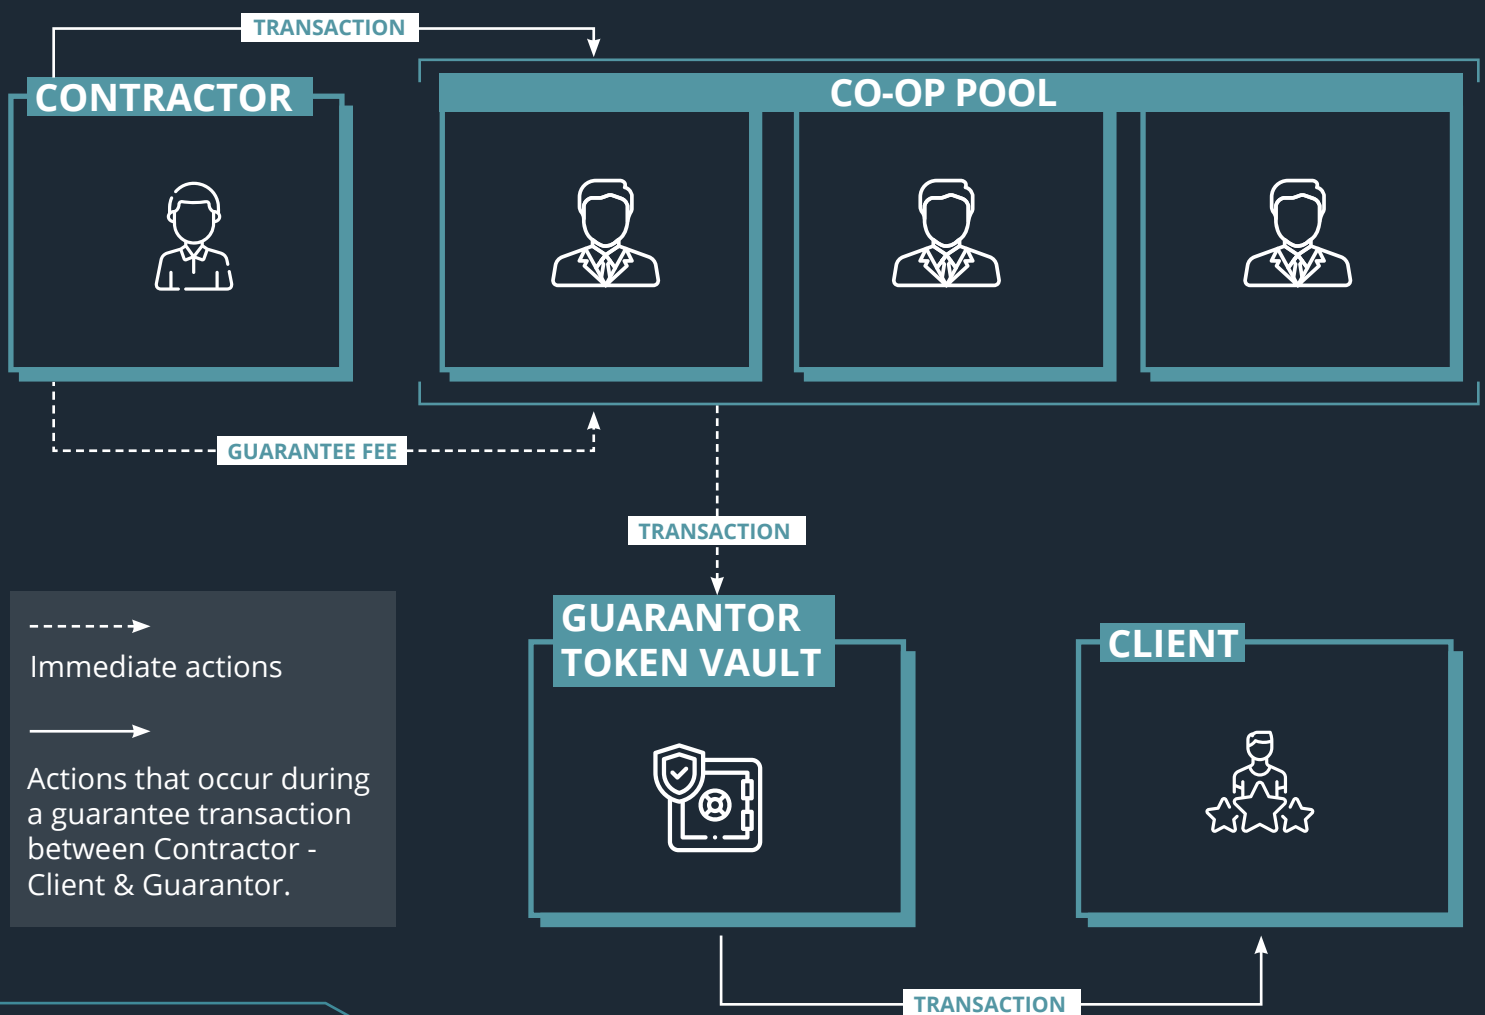 TRANSACTION
CONTRACTOR
CO-OP POOL
GUARANTEE FEE
TRANSACTION
GUARANTOR
TOKEN VAULT
CLIENT
Immediate actions
Actions that occur during
a guarantee transaction
between Contractor -
Client & Guarantor.
TRANSACTION